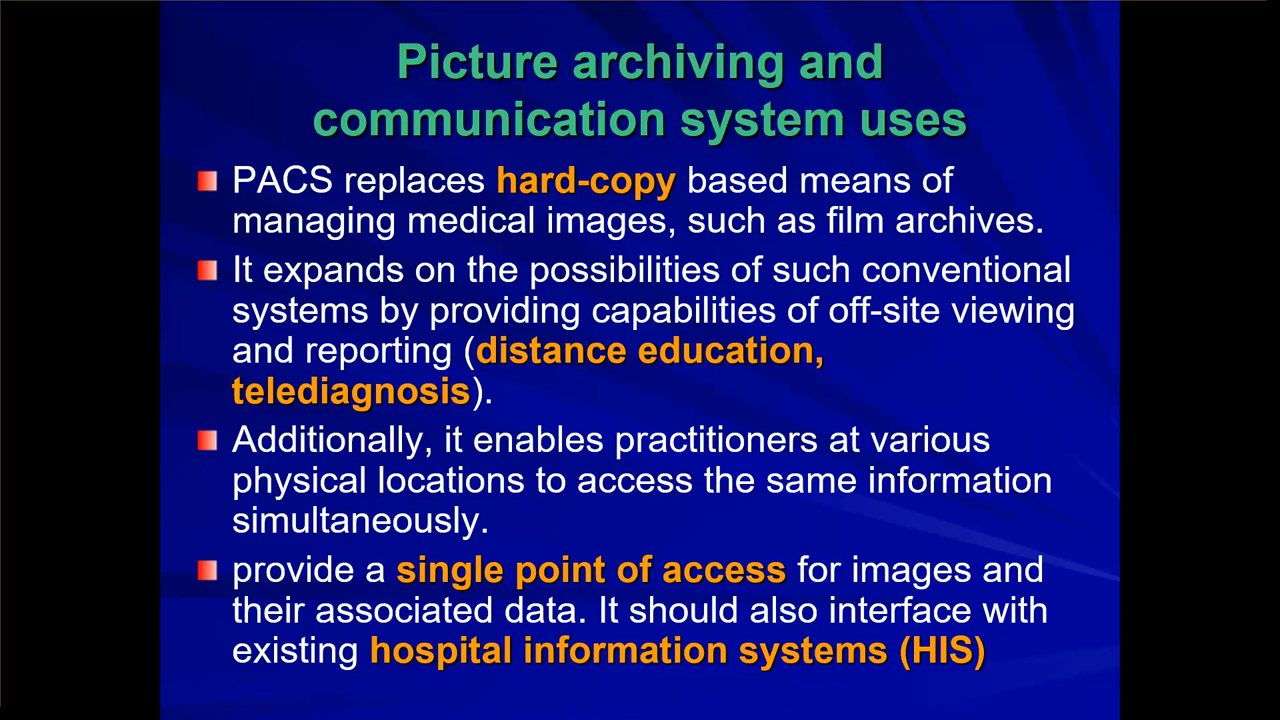 Picture archiving and
communication system uses
PACS replaces hard-copy based means of
managing medical images, such as film archives.
It expands on the possibilities of such conventional
systems by providing capabilities of off-site viewing
and reporting (distance education,
telediagnosis).
Additionally, it enables practitioners at various
physical locations to access the same information
simultaneously.
provide a single point of access for images and
their associated data. It should also interface with
existing hospital information systems (HIS)